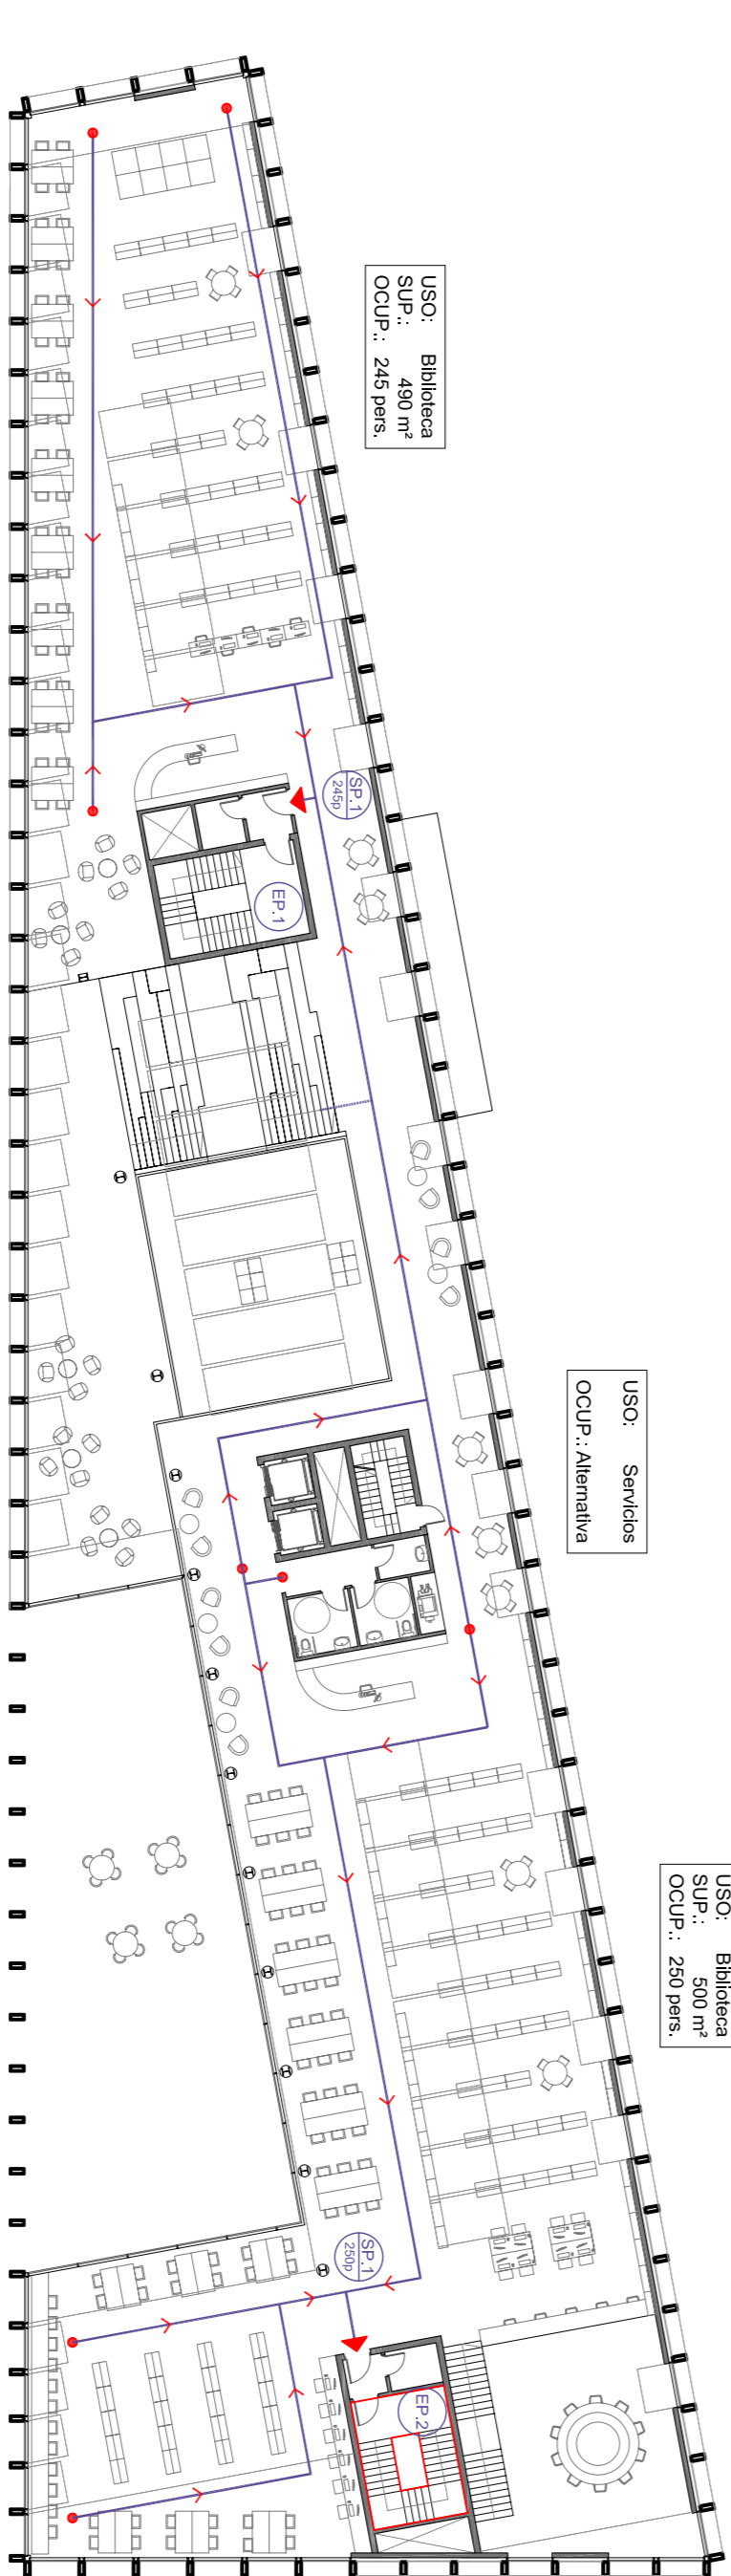 USO: Biblioteca
SUP.: 490 m²
OCUP.: 245 pers.
SP.1
245p
EP.1
USO: Servicios
OCUP.: Alternativa
USO: Biblioteca
SUP.: 500 m²
OCUP.: 250 pers.
SP.1
250p
EP.2